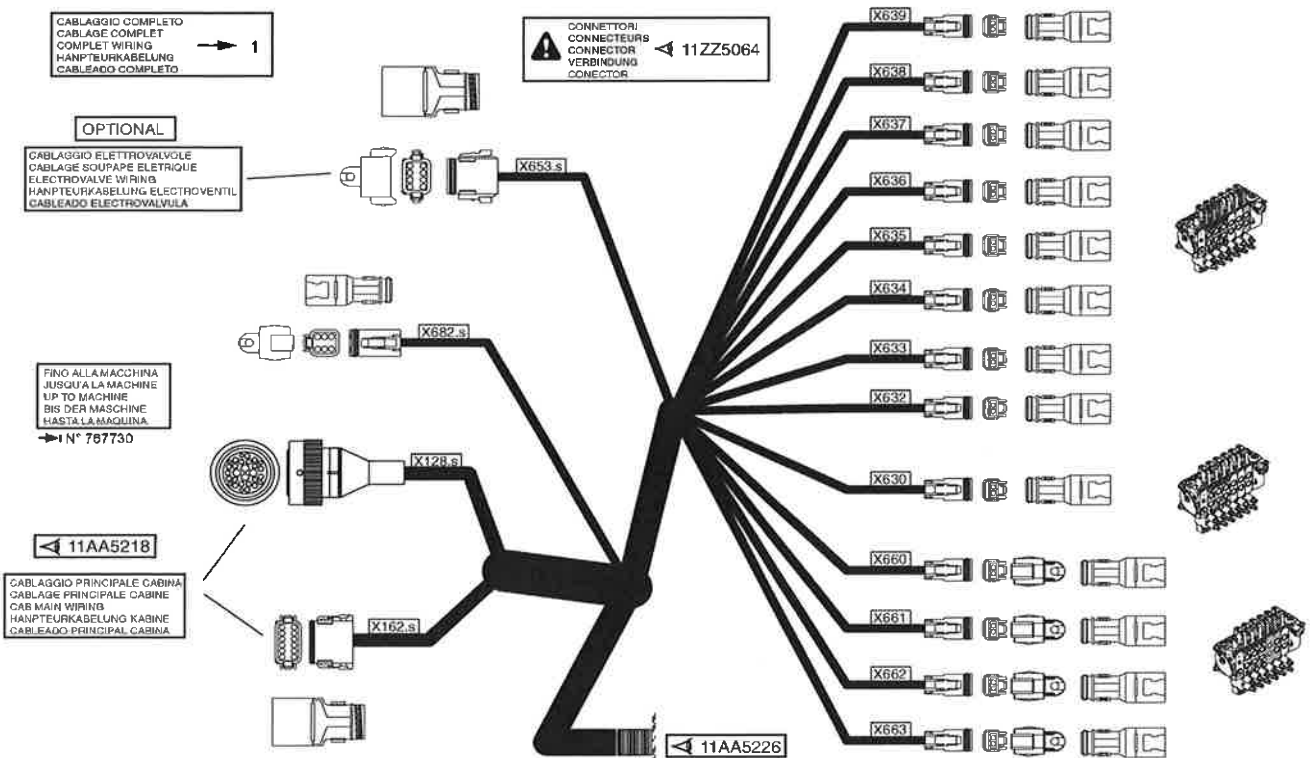 CABLAGGIO COMPLETO
CABLAGE COMPLET
COMPLET WIRING
HANPTEURKABELUNG
CABLEADO COMPLETO
1
CONNETTORI
CONNECTEURS
CONNECTOR
VERBINDUNG
CONECTOR
11ZZ5064
OPTIONAL
CABLAGGIO ELETTROVALVOLE
CABLAGE SOUPAPE ELETRIQUE
ELECTROVALVE WIRING
HANPTEURKABELUNG ELECTROVENTIL
CABLEADO ELECTROVALVULA
X653.s
X682.s
FINO ALLA MACCHINA
JUSQU'A LA MACHINE
UP TO MACHINE
BIS DER MASCHINE
HASTA LA MAQUINA
N° 767730
X128.s
11AA5218
CABLAGGIO PRINCIPALE CABINA
CABLAGE PRINCIPALE CABINE
CAB MAIN WIRING
HANPTEURKABELUNG KABINE
CABLEADO PRINCIPAL CABINA
X162.s
11AA5226
X639
X638
X637
X636
X635
X634
X633
X632
X630
X660
X661
X662
X663